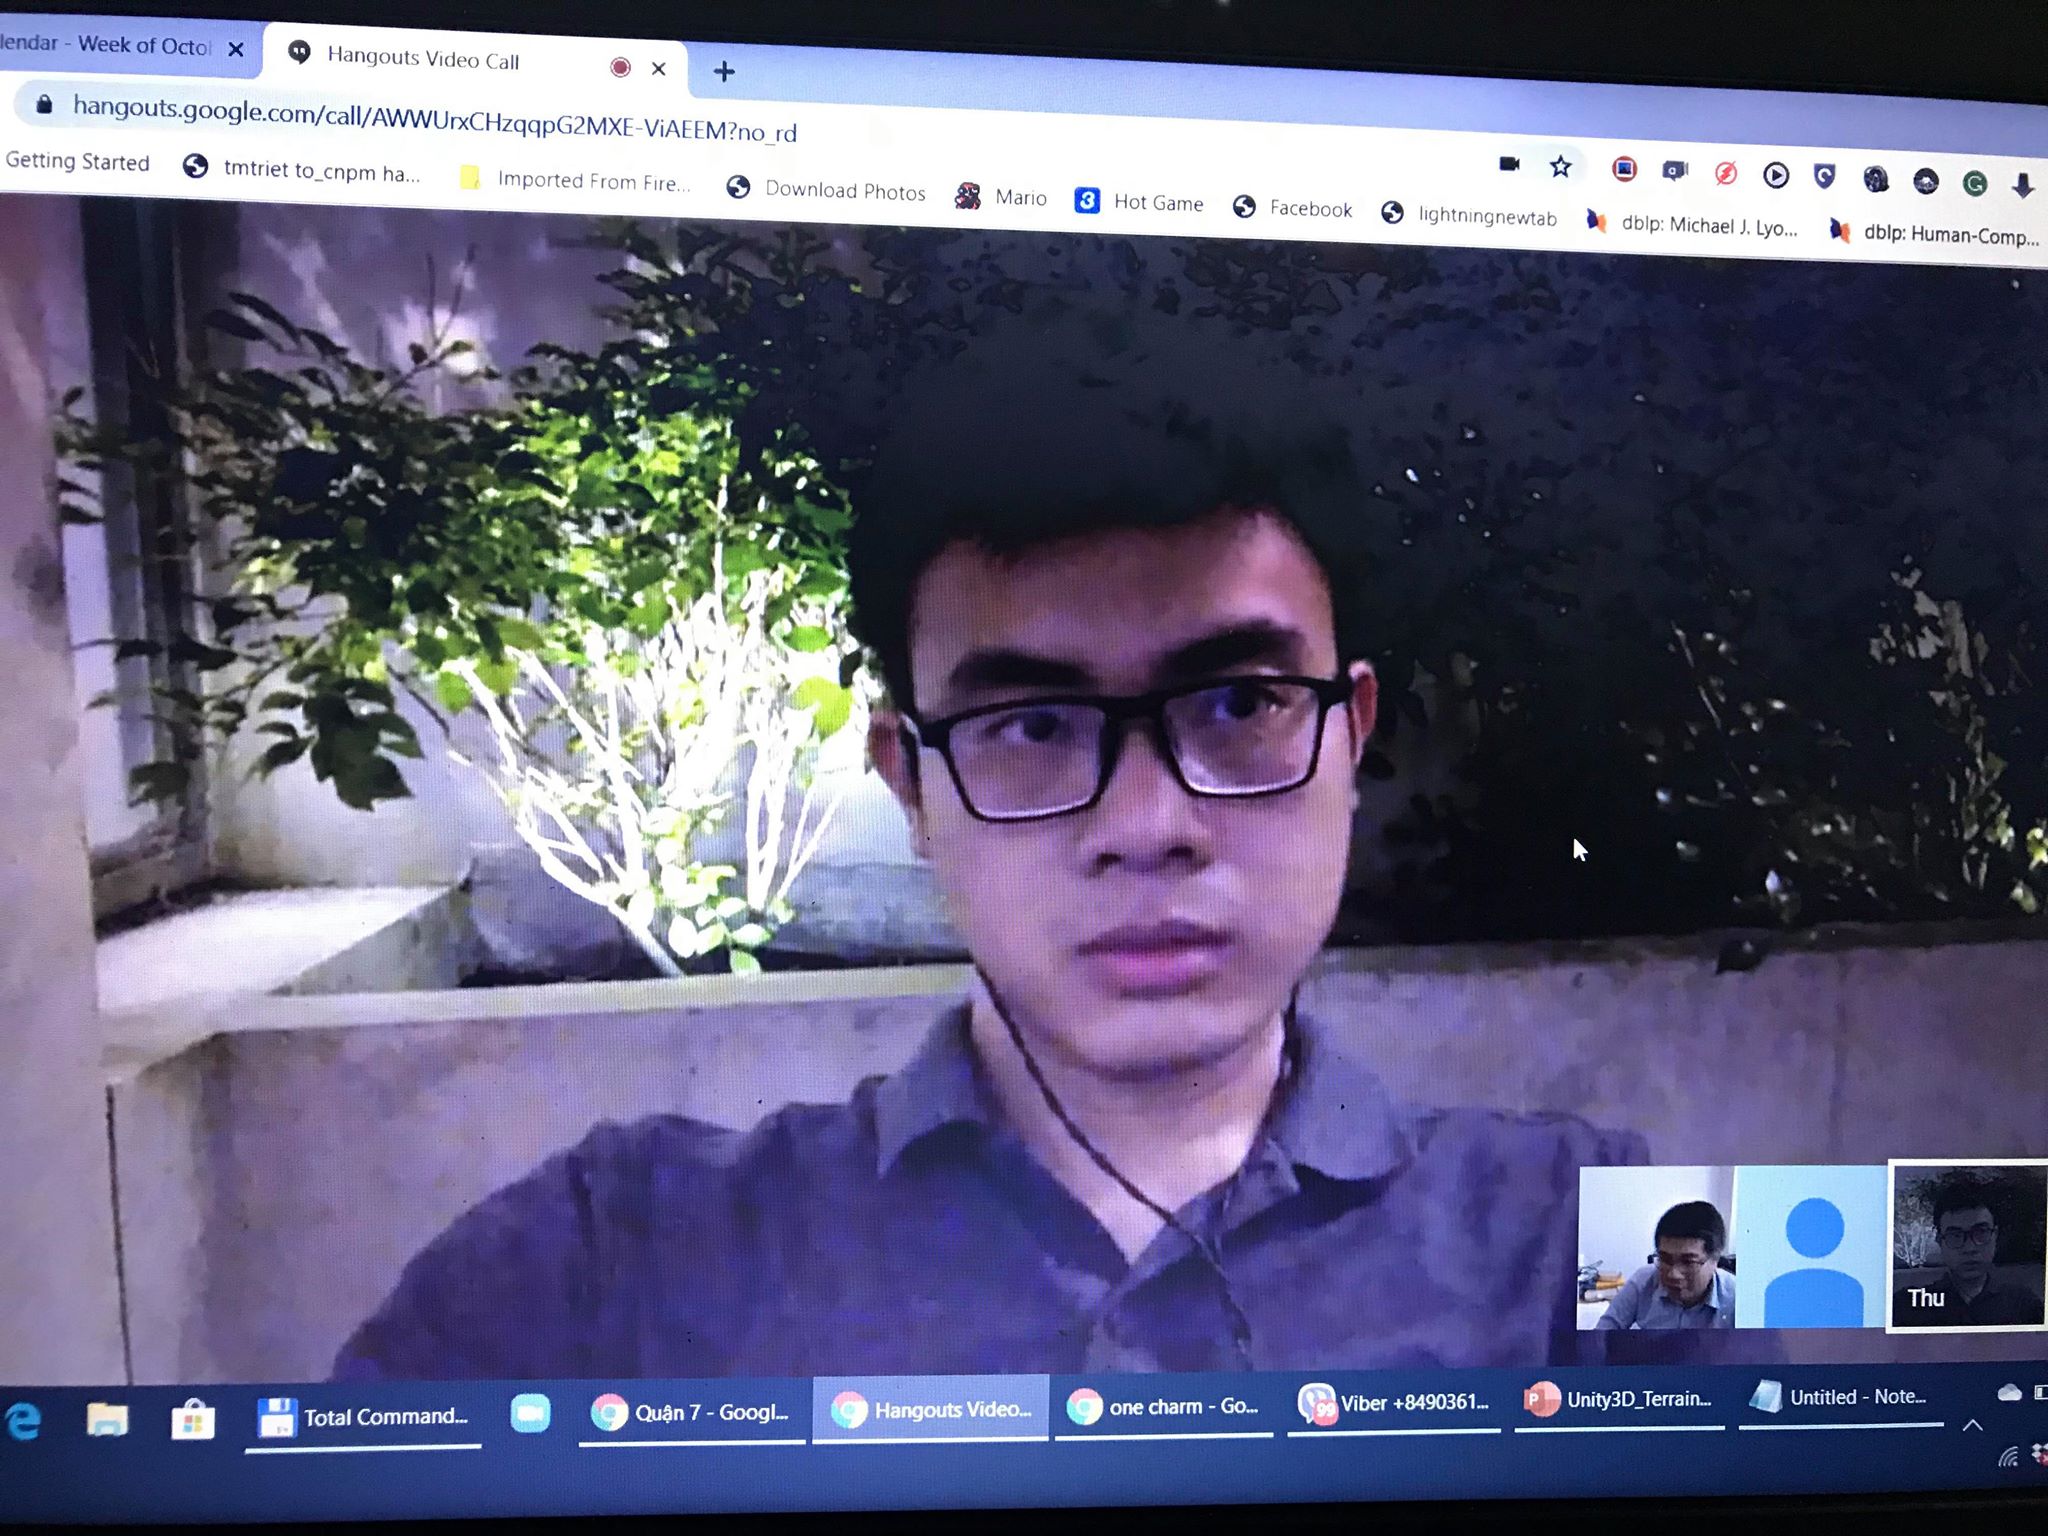 lendar - Week of Octo
Hangouts Video Call
hangouts.google.com/call/AWWUrxCHzqqpG2MXE-ViAEEM?no_rd
Getting Started tmtriet to_cnpm ha... Imported From Fire... Download Photos Mario 3 Hot Game Facebook lightningnewtab dblp: Michael J. Lyo... dblp: Human-Comp...
Thu
Total Command... Quận 7 - Googl... Hangouts Video... one charm - Go... 99 Viber +8490361... Unity3D_Terrain... Untitled - Note...